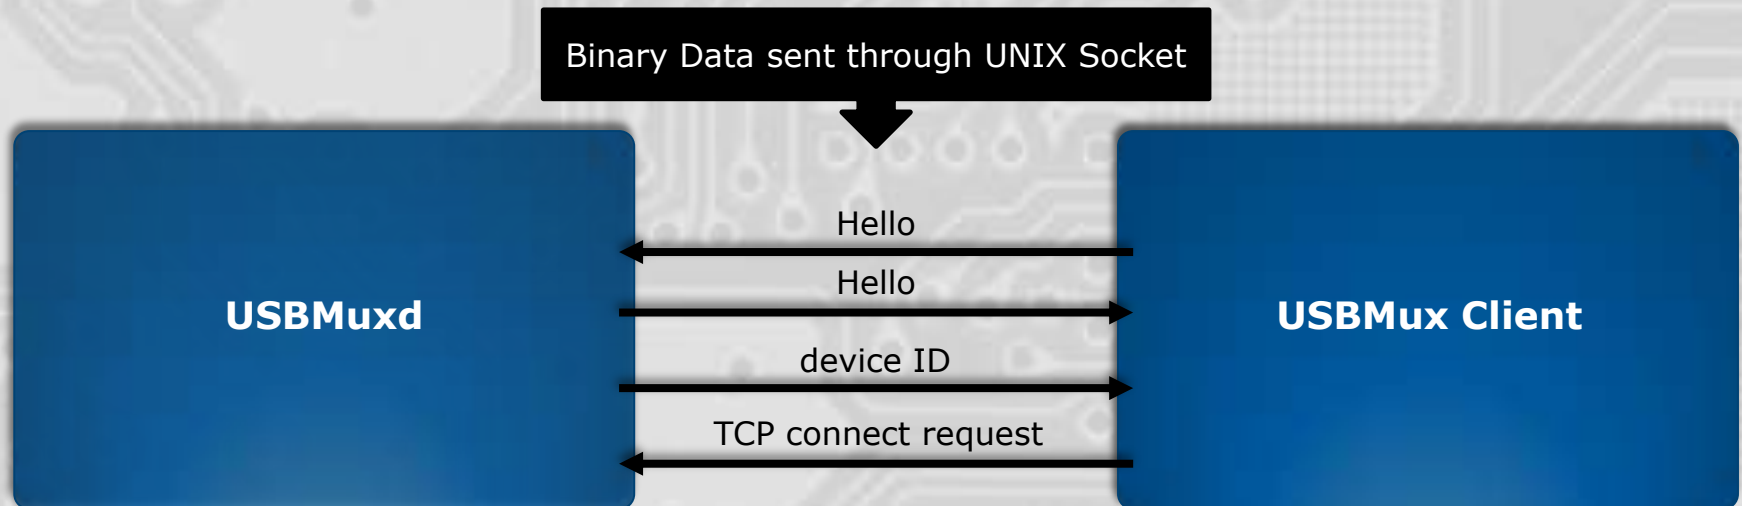 Binary Data sent through UNIX Socket
Hello
Hello
USBMuxd
USBMux Client
device ID
TCP connect request